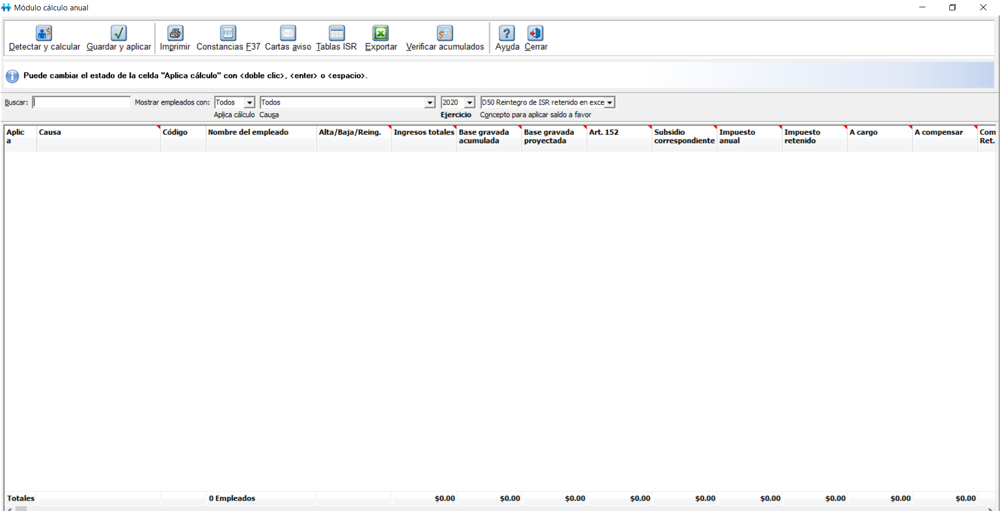 Módulo cálculo anual
Detectar y calcular Guardar y aplicar Imprimir Constancias F37 Cartas aviso Tablas ISR Exportar Verificar acumulados Ayuda Cerrar
F37
Puede cambiar el estado de la celda "Aplica cálculo" con <doble clic>, <enter> o <espacio>.
Buscar: Mostrar empleados con: Todos Todos 2020 D50 Reintegro de ISR retenido en exce
Aplica cálculo Causa Ejercicio Concepto para aplicar saldo a favor
Aplic Causa Código Nombre del empleado Alta/Baja/Reing. Ingresos totales Base gravada Base gravada Art. 152 Subsidio Impuesto Impuesto A cargo A compensar Com
a acumulada proyectada correspondiente anual retenido Ret.
Totales 0 Empleados $0.00 $0.00 $0.00 $0.00 $0.00 $0.00 $0.00 $0.00 $0.00